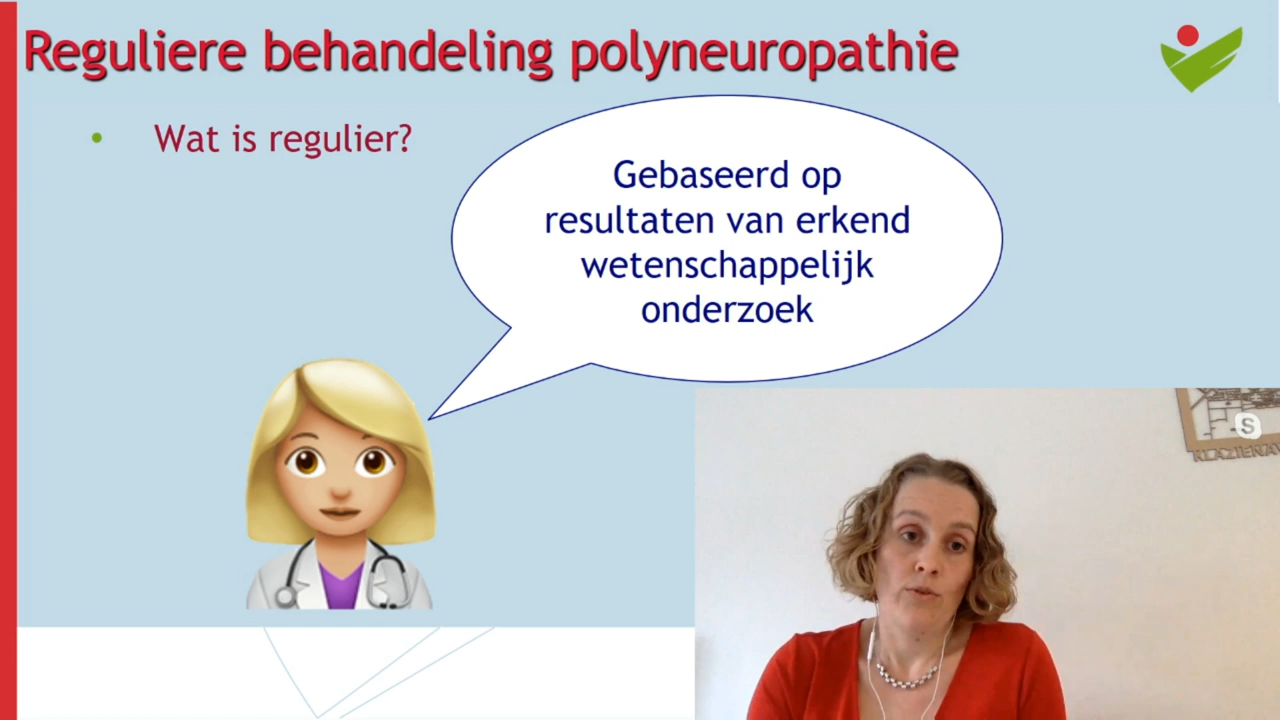 Reguliere behandeling polyneuropathie
• Wat is regulier?
Gebaseerd op
resultaten van erkend
wetenschappelijk
onderzoek
S